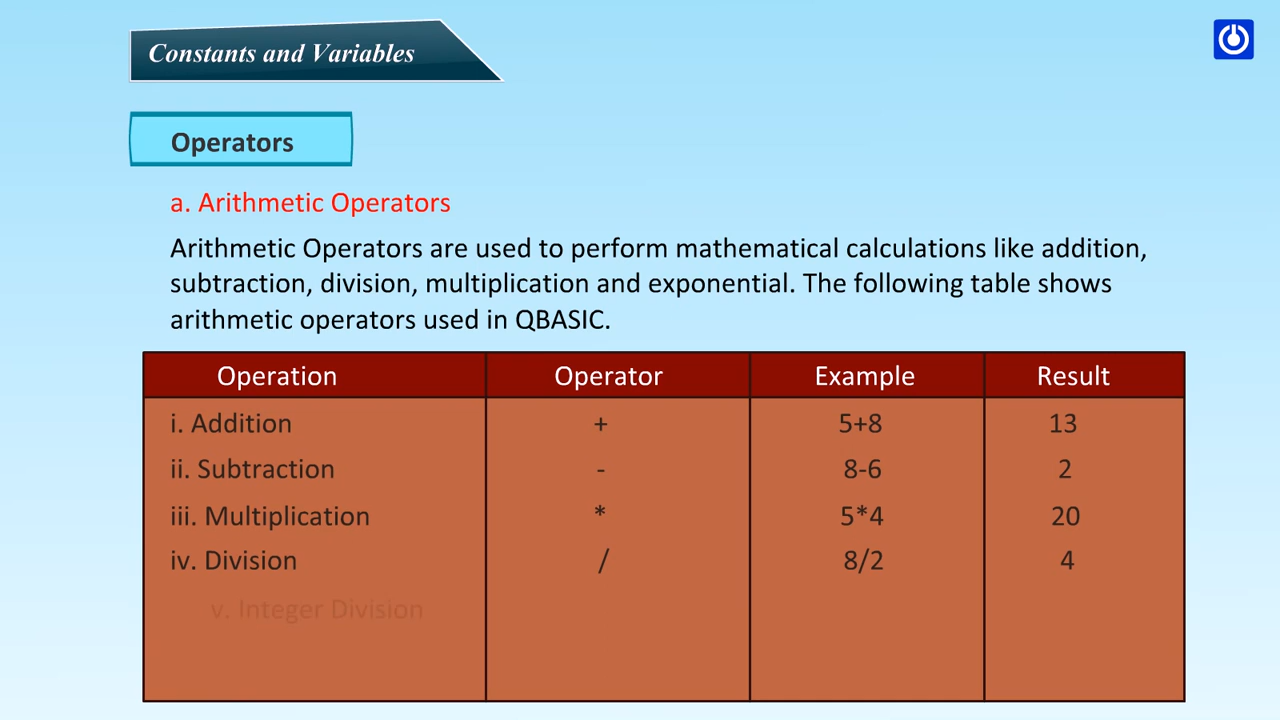 Constants and Variables
Operators
a. Arithmetic Operators
Arithmetic Operators are used to perform mathematical calculations like addition,
subtraction, division, multiplication and exponential. The following table shows
arithmetic operators used in QBASIC.
Operation Operator Example Result
i. Addition + 5+8 13
ii. Subtraction - 8-6 2
iii. Multiplication * 5*4 20
iv. Division / 8/2 4
v. Integer Division